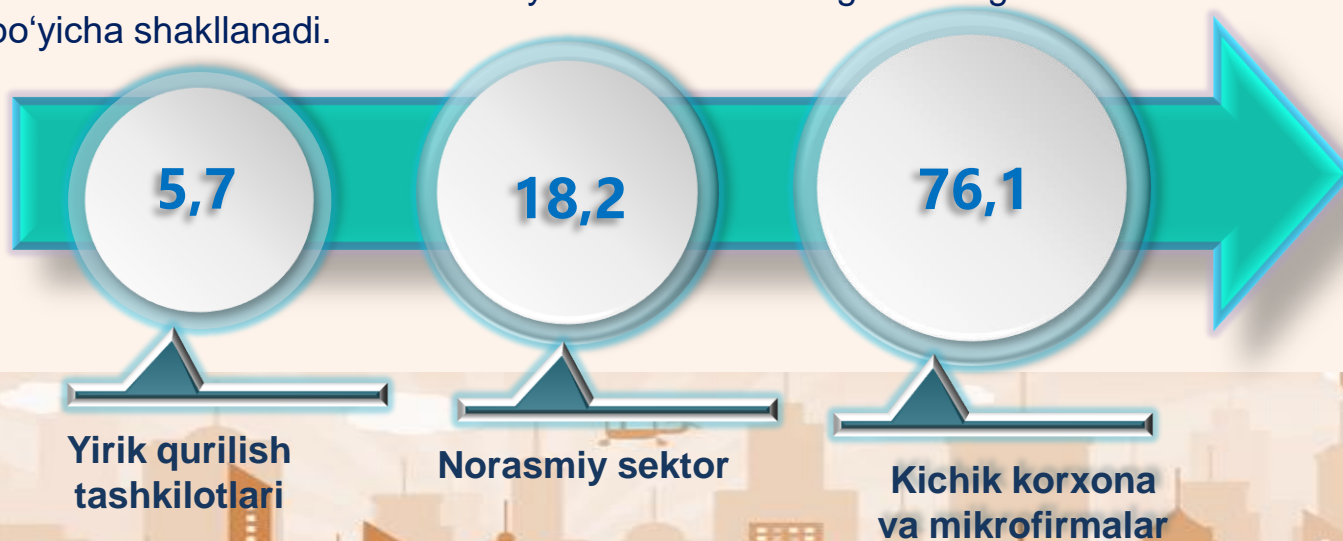 bo‘yicha shakllanadi.
5,7
18,2
76,1
Yirik qurilish
tashkilotlari
Norasmiy sektor
Kichik korxona
va mikrofirmalar